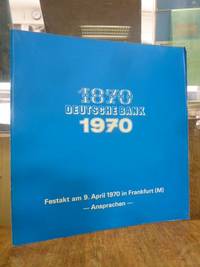 1870
DEUTSCHE BANK
1970
Festakt am 9. April 1970 in Frankfurt (M)
— Ansprachen —